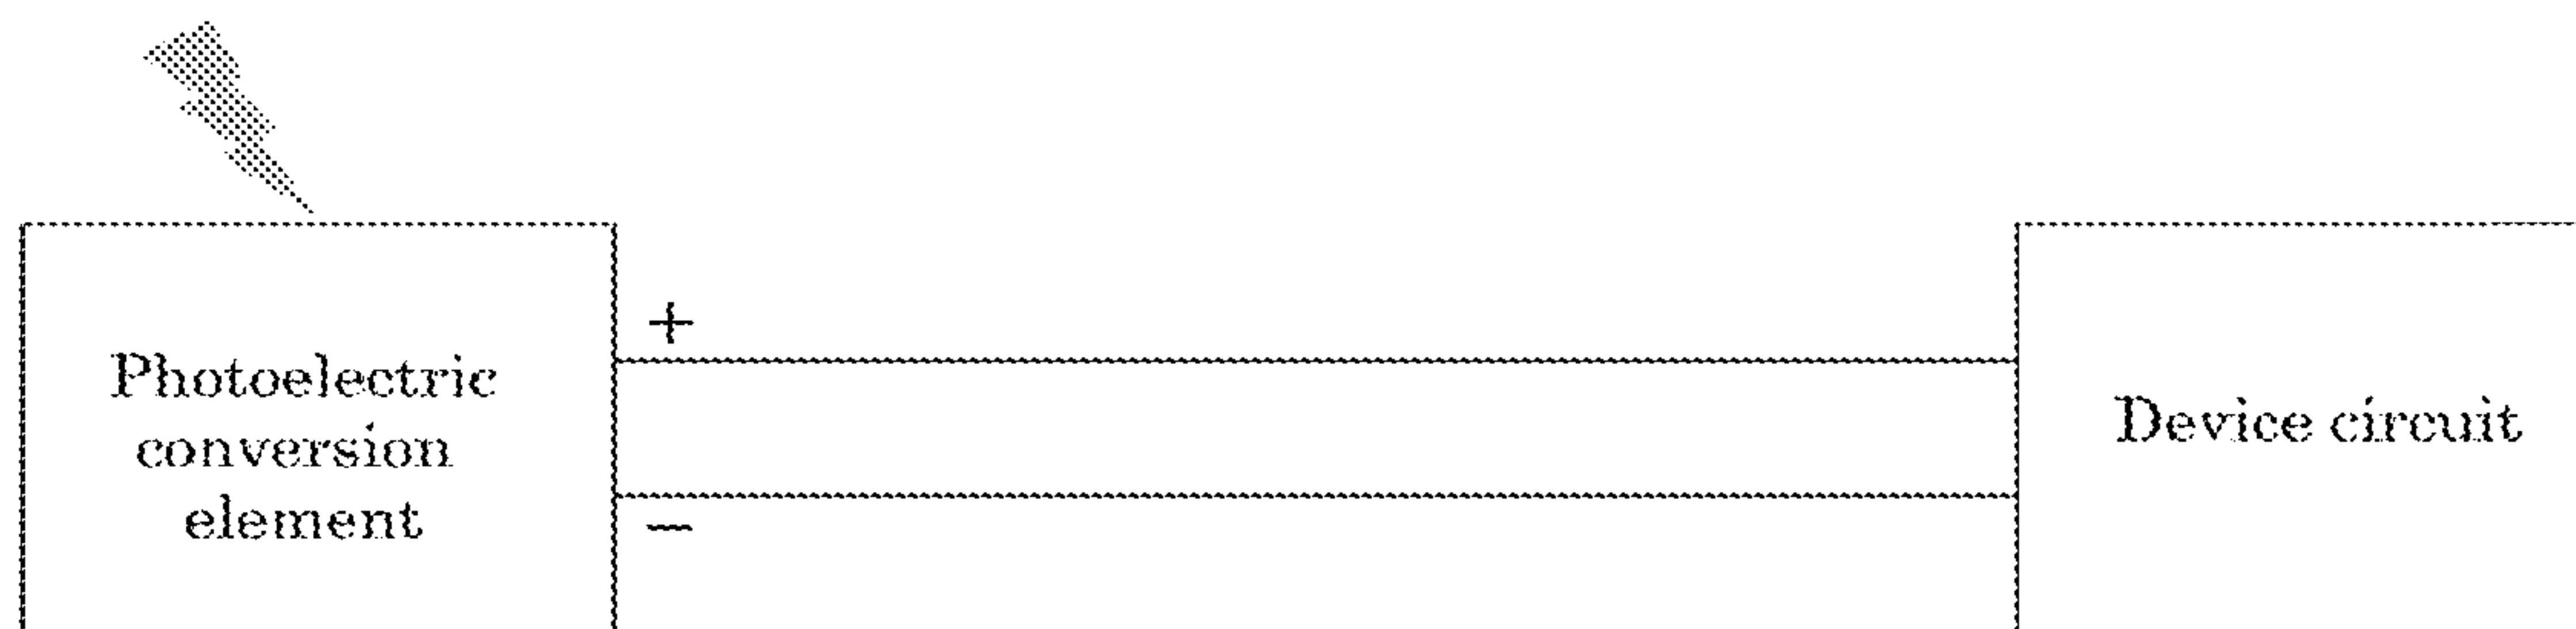 +
Photoelectric
conversion
element
Device circuit
−